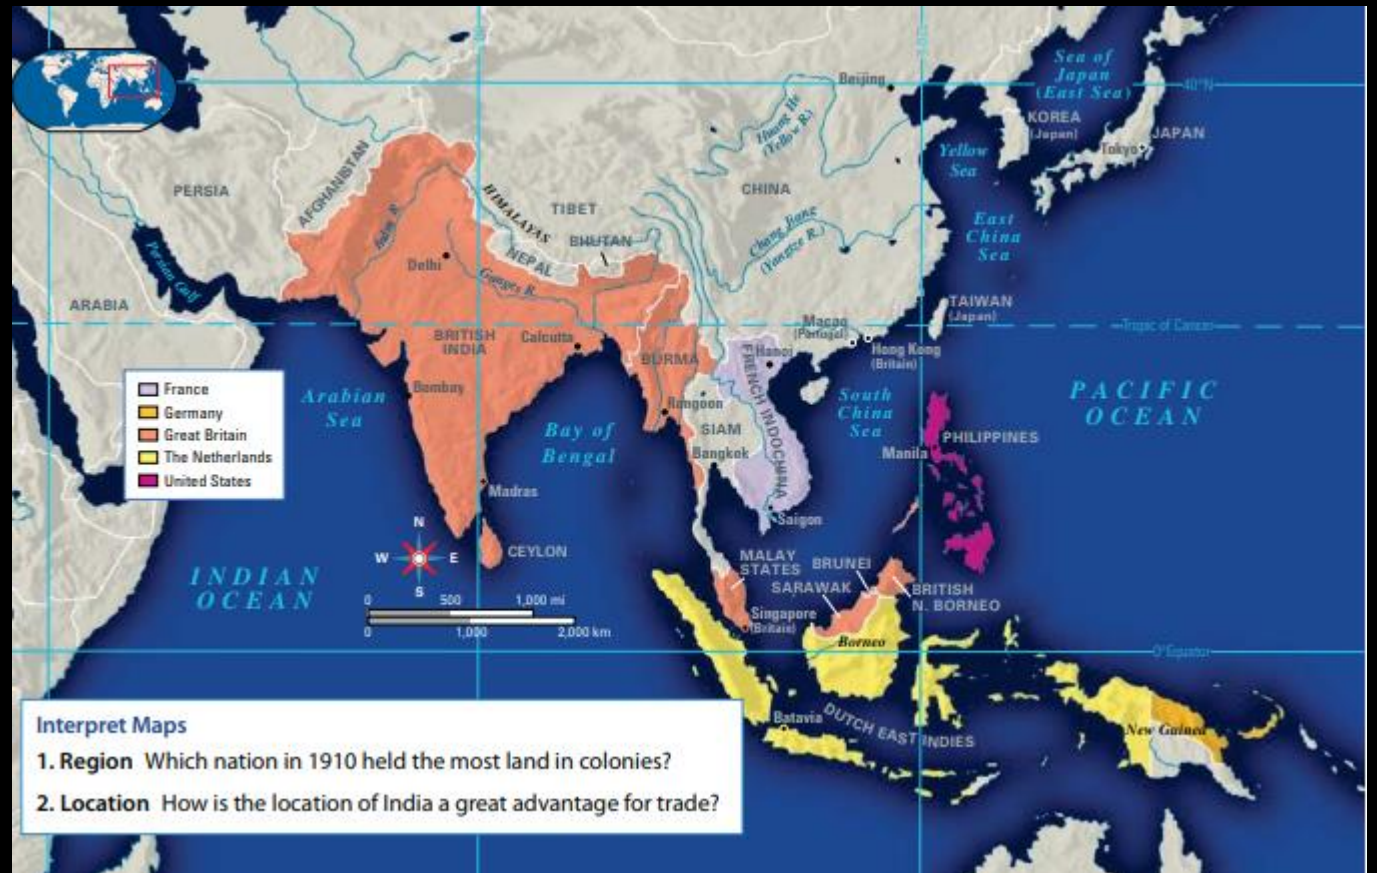 Beijing
Sea of
Japan
(East Sea)
40°N
KOREA
(Japan)
JAPAN
Tokyo
Huang He
(Yellow R.)
Yellow
Sea
PERSIA
AFGHANISTAN
HIMALAYAS
TIBET
CHINA
Indus R.
BHUTAN
NEPAL
Chang Jiang
(Yangtze R.)
East
China
Sea
Persian Gulf
Delhi
Ganges R.
ARABIA
TAIWAN
(Japan)
BRITISH
INDIA
Calcutta
Macao
(Portugal)
Tropic of Cancer
Hong Kong
(Britain)
BURMA
Hanoi
FRENCH INDOCHINA
Arabian
Sea
Bombay
Rangoon
SIAM
Bangkok
South
China
Sea
PACIFIC
OCEAN
Bay of
Bengal
Manila
PHILIPPINES
France
Germany
Great Britain
The Netherlands
United States
Madras
Saigon
N
W
E
S
CEYLON
MALAY
STATES
BRUNEI
SARAWAK
BRITISH
N. BORNEO
INDIAN
OCEAN
0 500 1,000 mi
0 1,000 2,000 km
Singapore
(Britain)
Borneo
0° Equator
Batavia
DUTCH EAST INDIES
New Guinea
Interpret Maps
1. Region Which nation in 1910 held the most land in colonies?
2. Location How is the location of India a great advantage for trade?